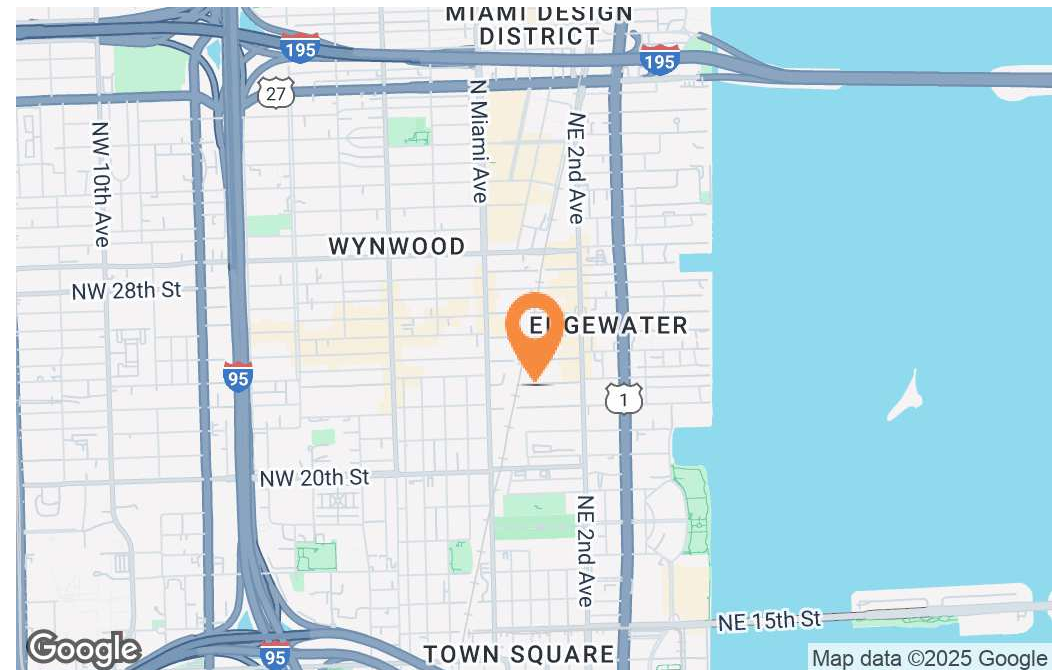 MIAMI DESIGN
DISTRICT
195
195
27
N Miami Ave
NE 2nd Ave
NW 10th Ave
WYNWOOD
NW 28th St
EDGEWATER
95
1
NW 20th St
NE 2nd Ave
NE 15th St
95
TOWN SQUARE
Google
Map data ©2025 Google